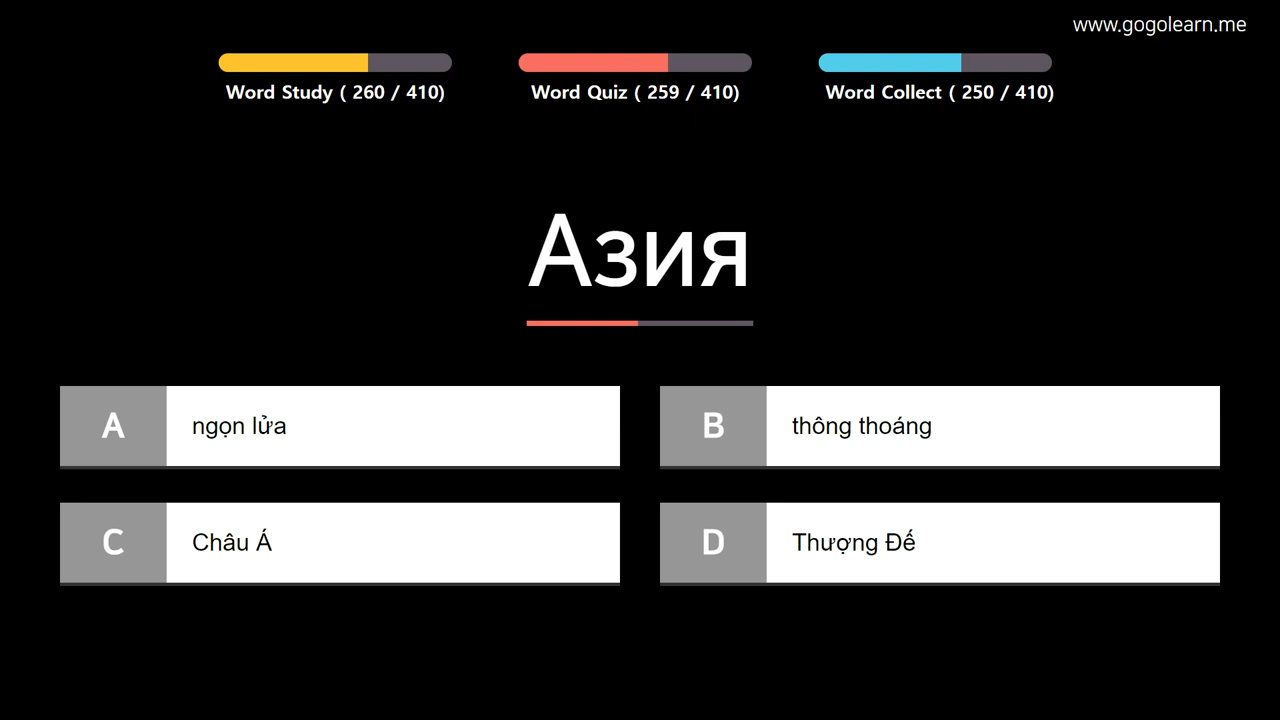 www.gogolearn.me
Word Study ( 260 / 410)
Word Quiz ( 259 / 410)
Word Collect ( 250 / 410)
Азия
A
ngọn lửa
B
thông thoáng
C
Châu Á
D
Thượng Đế